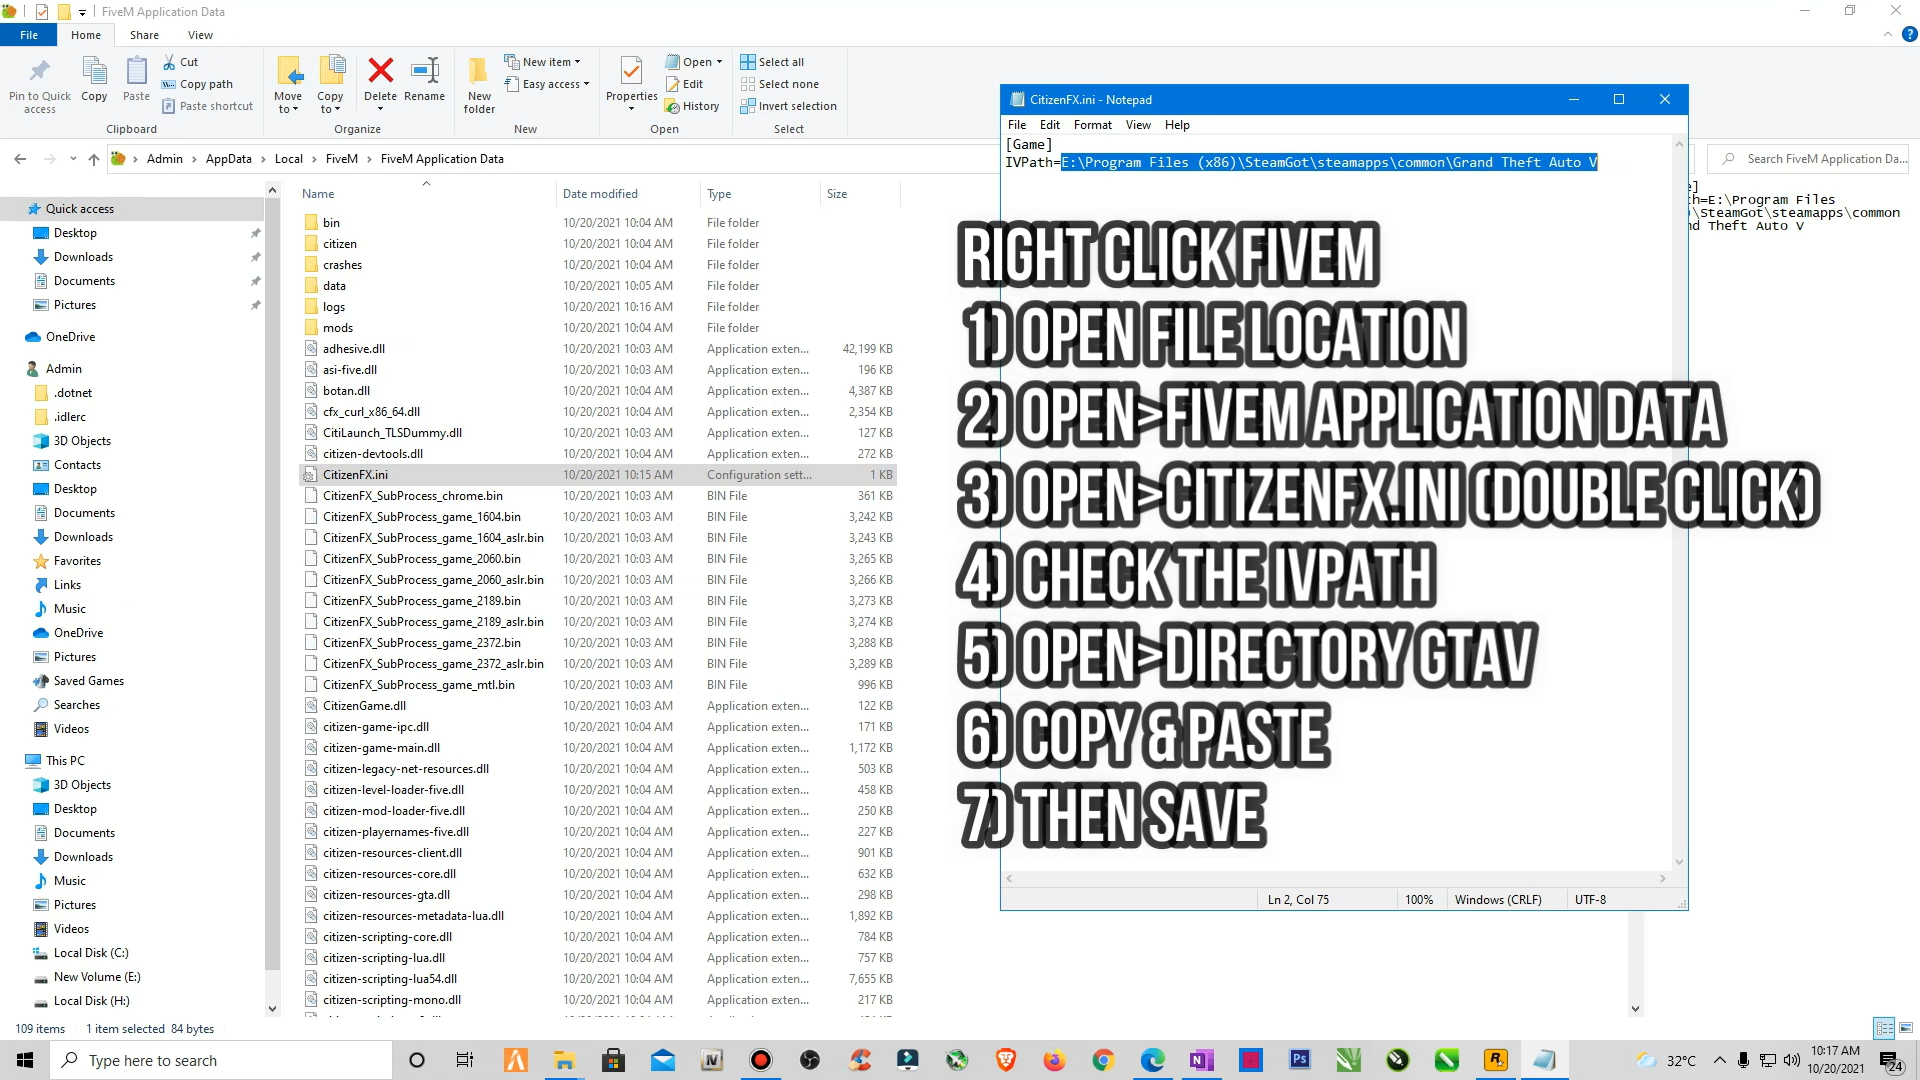 FiveM Application Data
File
Home
Share
View
Pin to Quick access
Copy
Paste
Cut
Copy path
Paste shortcut
Clipboard
Move to
Copy to
Delete
Rename
Organize
New folder
New item
Easy access
New
Properties
Open
Edit
History
Open
Select all
Select none
Invert selection
Select
Admin > AppData > Local > FiveM > FiveM Application Data
Search FiveM Application Da...
Quick access
Desktop
Downloads
Documents
Pictures
OneDrive
Admin
.dotnet
.idlerc
3D Objects
Contacts
Desktop
Documents
Downloads
Favorites
Links
Music
OneDrive
Pictures
Saved Games
Searches
Videos
This PC
3D Objects
Desktop
Documents
Downloads
Music
Pictures
Videos
Local Disk (C:)
New Volume (E:)
Local Disk (H:)
Name Date modified Type Size
bin 10/20/2021 10:04 AM File folder
citizen 10/20/2021 10:04 AM File folder
crashes 10/20/2021 10:04 AM File folder
data 10/20/2021 10:05 AM File folder
logs 10/20/2021 10:16 AM File folder
mods 10/20/2021 10:04 AM File folder
adhesive.dll 10/20/2021 10:03 AM Application exten... 42,199 KB
asi-five.dll 10/20/2021 10:03 AM Application exten... 196 KB
botan.dll 10/20/2021 10:04 AM Application exten... 4,387 KB
cfx_curl_x86_64.dll 10/20/2021 10:04 AM Application exten... 2,354 KB
CitiLaunch_TLSDummy.dll 10/20/2021 10:03 AM Application exten... 127 KB
citizen-devtools.dll 10/20/2021 10:04 AM Application exten... 272 KB
CitizenFX.ini 10/20/2021 10:15 AM Configuration sett... 1 KB
CitizenFX_SubProcess_chrome.bin 10/20/2021 10:03 AM BIN File 361 KB
CitizenFX_SubProcess_game_1604.bin 10/20/2021 10:03 AM BIN File 3,242 KB
CitizenFX_SubProcess_game_1604_aslr.bin 10/20/2021 10:03 AM BIN File 3,243 KB
CitizenFX_SubProcess_game_2060.bin 10/20/2021 10:03 AM BIN File 3,265 KB
CitizenFX_SubProcess_game_2060_aslr.bin 10/20/2021 10:03 AM BIN File 3,266 KB
CitizenFX_SubProcess_game_2189.bin 10/20/2021 10:03 AM BIN File 3,273 KB
CitizenFX_SubProcess_game_2189_aslr.bin 10/20/2021 10:03 AM BIN File 3,274 KB
CitizenFX_SubProcess_game_2372.bin 10/20/2021 10:03 AM BIN File 3,288 KB
CitizenFX_SubProcess_game_2372_aslr.bin 10/20/2021 10:03 AM BIN File 3,289 KB
CitizenFX_SubProcess_game_mtl.bin 10/20/2021 10:03 AM BIN File 996 KB
CitizenGame.dll 10/20/2021 10:03 AM Application exten... 122 KB
citizen-game-ipc.dll 10/20/2021 10:04 AM Application exten... 171 KB
citizen-game-main.dll 10/20/2021 10:04 AM Application exten... 1,172 KB
citizen-legacy-net-resources.dll 10/20/2021 10:04 AM Application exten... 503 KB
citizen-level-loader-five.dll 10/20/2021 10:04 AM Application exten... 458 KB
citizen-mod-loader-five.dll 10/20/2021 10:04 AM Application exten... 250 KB
citizen-playernames-five.dll 10/20/2021 10:04 AM Application exten... 227 KB
citizen-resources-client.dll 10/20/2021 10:04 AM Application exten... 901 KB
citizen-resources-core.dll 10/20/2021 10:04 AM Application exten... 632 KB
citizen-resources-gta.dll 10/20/2021 10:04 AM Application exten... 298 KB
citizen-resources-metadata-lua.dll 10/20/2021 10:04 AM Application exten... 1,892 KB
citizen-scripting-core.dll 10/20/2021 10:04 AM Application exten... 784 KB
citizen-scripting-lua.dll 10/20/2021 10:04 AM Application exten... 757 KB
citizen-scripting-lua54.dll 10/20/2021 10:04 AM Application exten... 7,655 KB
citizen-scripting-mono.dll 10/20/2021 10:04 AM Application exten... 217 KB
CitizenFX.ini - Notepad
File Edit Format View Help
[Game]
IVPath=E:\Program Files (x86)\SteamGot\steamapps\common\Grand Theft Auto V
]
th=E:\Program Files
)\SteamGot\steamapps\common
nd Theft Auto V
RIGHT CLICK FIVEM
1) OPEN FILE LOCATION
2) OPEN>FIVEM APPLICATION DATA
3) OPEN>CITIZENFX.INI (DOUBLE CLICK)
4) CHECK THE IVPATH
5) OPEN>DIRECTORY GTAV
6) COPY & PASTE
7) THEN SAVE
Ln 2, Col 75 100% Windows (CRLF) UTF-8
109 items 1 item selected 84 bytes
Type here to search
32°C
10:17 AM
10/20/2021
24